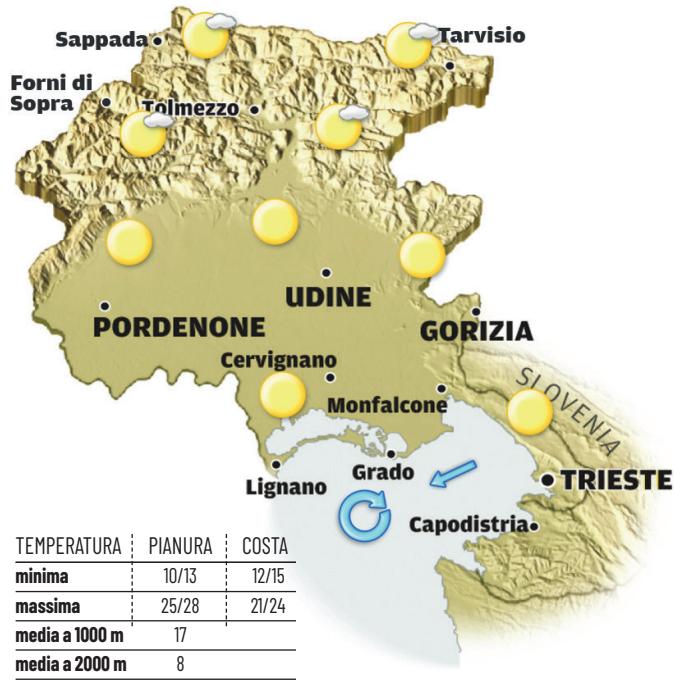 Sappada
Tarvisio
Forni di
Sopra
Tolmezzo
UDINE
PORDENONE
GORIZIA
Cervignano
SLOVENIA
Monfalcone
Grado
Lignano
TRIESTE
Capodistria
TEMPERATURA PIANURA COSTA
minima 10/13 12/15
massima 25/28 21/24
media a 1000 m 17
media a 2000 m 8